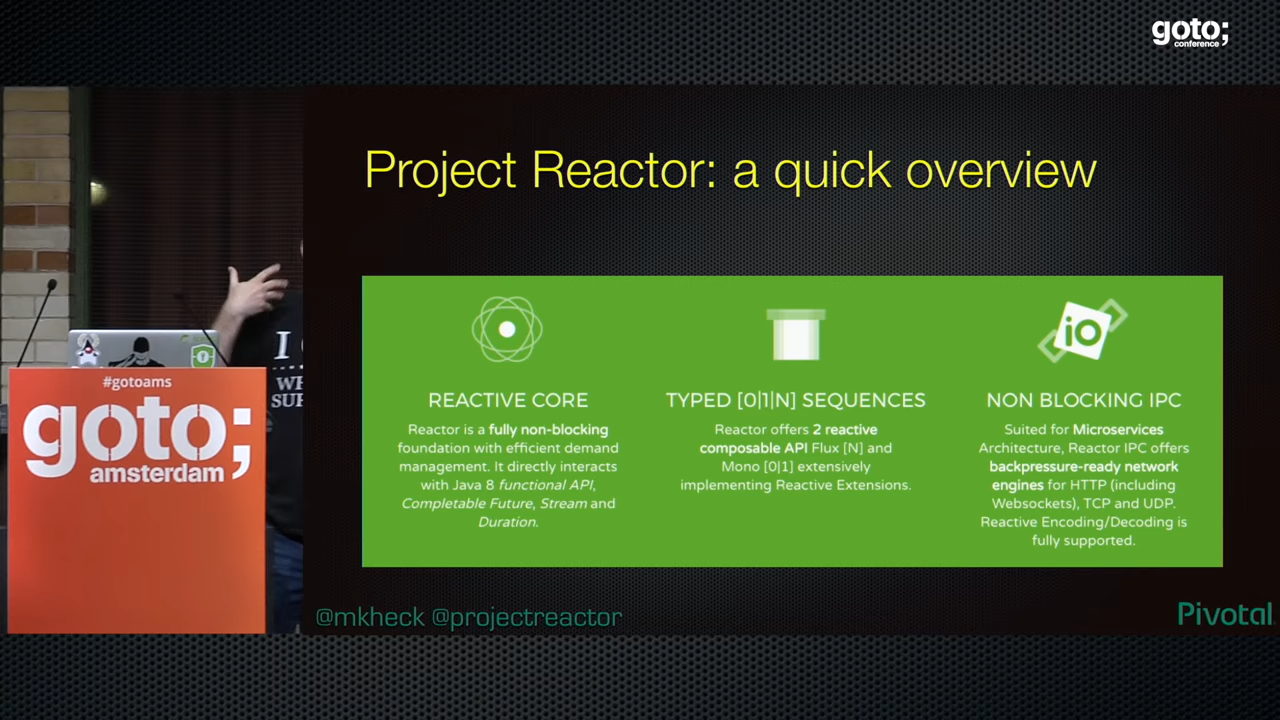 goto;
conference
Project Reactor: a quick overview
REACTIVE CORE
Reactor is a fully non-blocking
foundation with efficient demand
management. It directly interacts
with Java 8 functional API,
Completable Future, Stream and
Duration.
TYPED [0|1|N] SEQUENCES
Reactor offers 2 reactive
composable API Flux [N] and
Mono [0|1] extensively
implementing Reactive Extensions.
iO
NON BLOCKING IPC
Suited for Microservices
Architecture, Reactor IPC offers
backpressure-ready network
engines for HTTP (including
Websockets), TCP and UDP.
Reactive Encoding/Decoding is
fully supported.
@mkheck @projectreactor
Pivotal
#gotoams
goto;
amsterdam
I